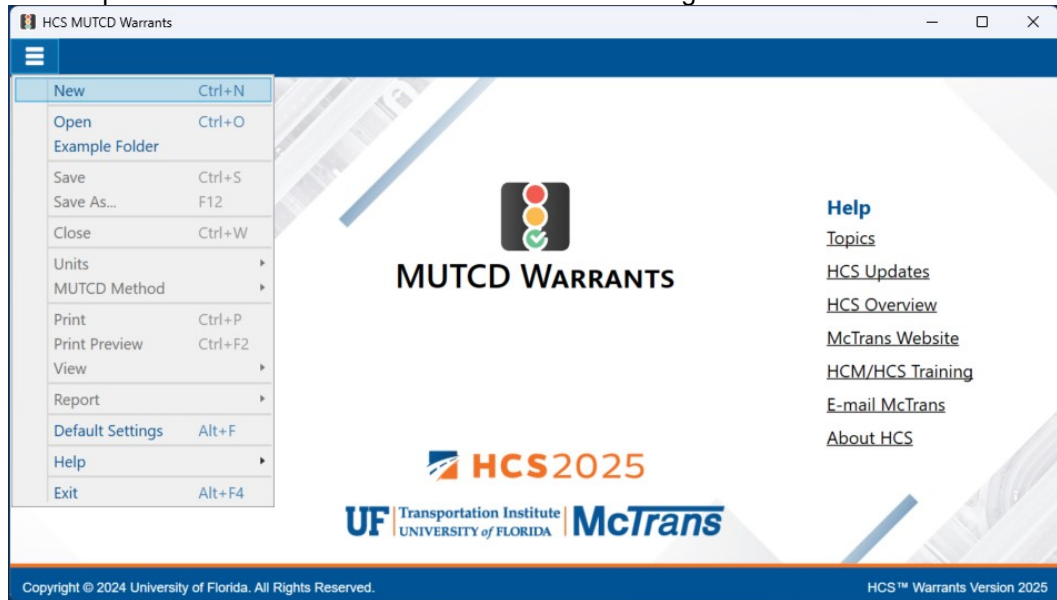 HCS MUTCD Warrants
New Ctrl+N
Open Ctrl+O
Example Folder
Save Ctrl+S
Save As... F12
Close Ctrl+W
Units
MUTCD Method
Print Ctrl+P
Print Preview Ctrl+F2
View
Report
Default Settings Alt+F
Help
Exit Alt+F4
MUTCD WARRANTS
HCS2025
UF Transportation Institute McTrans
UNIVERSITY of FLORIDA
Help
Topics
HCS Updates
HCS Overview
McTrans Website
HCM/HCS Training
E-mail McTrans
About HCS
Copyright © 2024 University of Florida. All Rights Reserved.
HCS™ Warrants Version 2025